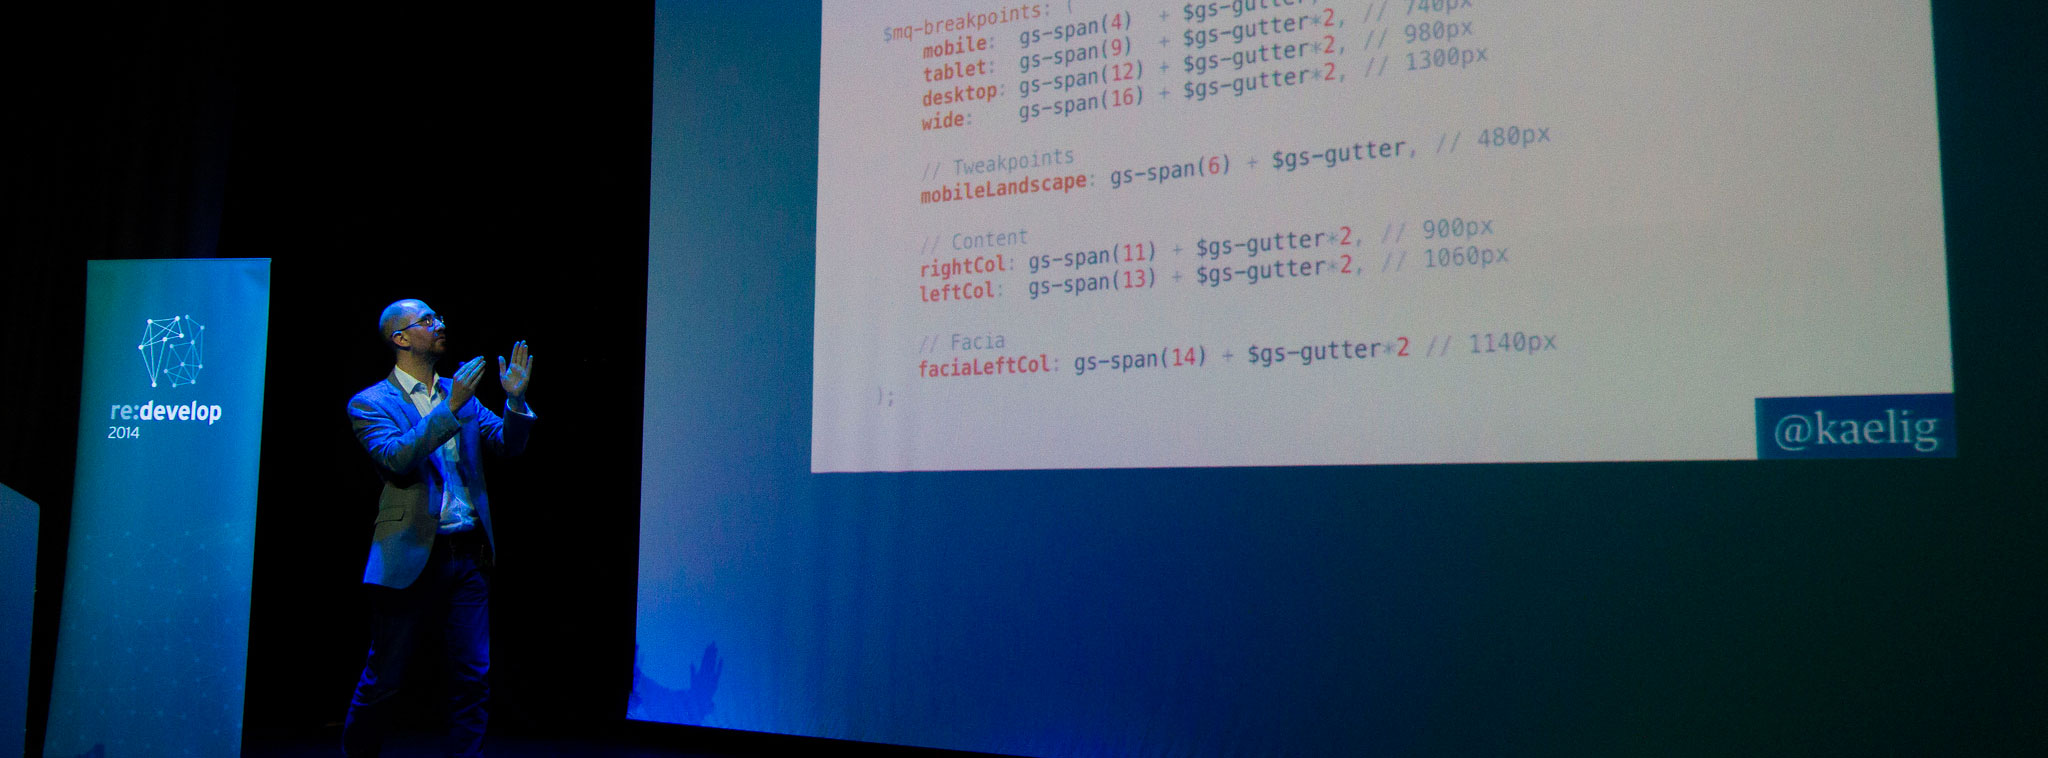 $mq-breakpoints: (
mobile: gs-span(4) + $gs-gutter,
tablet: gs-span(9) + $gs-gutter*2, // 740px
desktop: gs-span(12) + $gs-gutter*2, // 980px
wide: gs-span(16) + $gs-gutter*2, // 1300px
// Tweakpoints
mobileLandscape: gs-span(6) + $gs-gutter, // 480px
// Content
rightCol: gs-span(11) + $gs-gutter*2, // 900px
leftCol: gs-span(13) + $gs-gutter*2, // 1060px
// Facia
faciaLeftCol: gs-span(14) + $gs-gutter*2 // 1140px
);
@kaelig
re:develop
2014